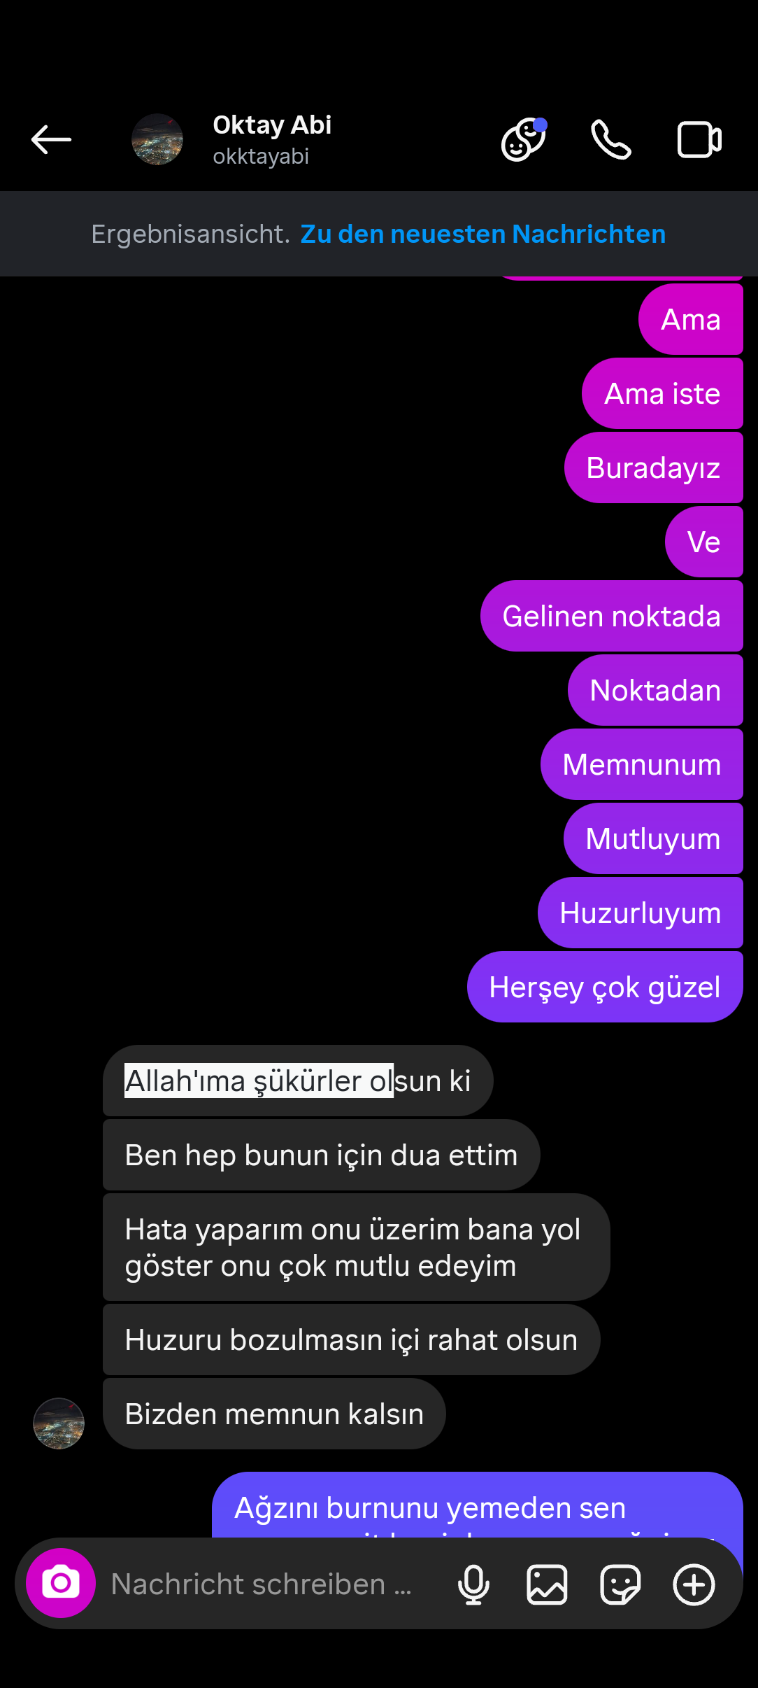 Oktay Abi
okktayabi
Ergebnisansicht. Zu den neuesten Nachrichten
Ama
Ama iste
Buradayız
Ve
Gelinen noktada
Noktadan
Memnunum
Mutluyum
Huzurluyum
Herşey çok güzel
Allah'ıma şükürler olsun ki
Ben hep bunun için dua ettim
Hata yaparım onu üzerim bana yol
göster onu çok mutlu edeyim
Huzuru bozulmasın içi rahat olsun
Bizden memnun kalsın
Ağzını burnunu yemeden sen
Nachricht schreiben ...